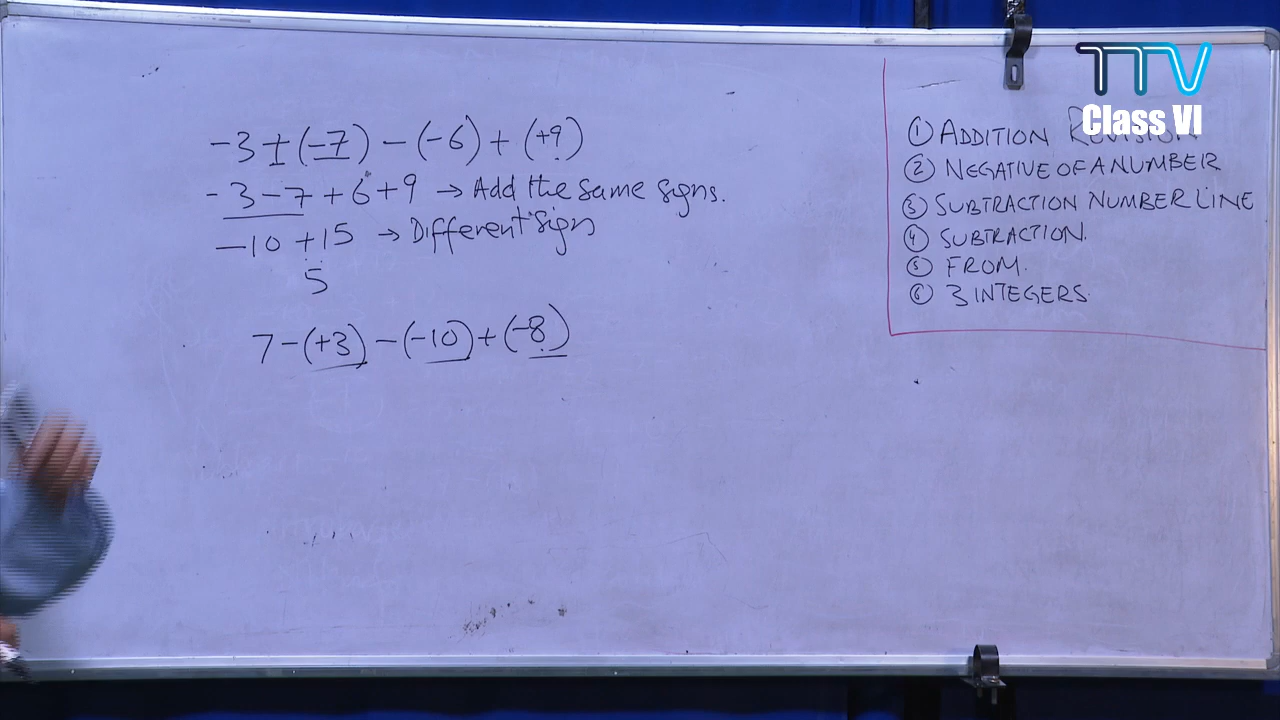 -3 + (-7) - (-6) + (+9)
-3 - 7 + 6 + 9 → Add the same signs.
-10 + 15 → Different sign
5
7 - (+3) - (-10) + (-8)
TTV
Class VI
① ADDITION REVISION
② NEGATIVE OF A NUMBER
③ SUBTRACTION NUMBER LINE
④ SUBTRACTION.
⑤ FROM.
⑥ 3 INTEGERS